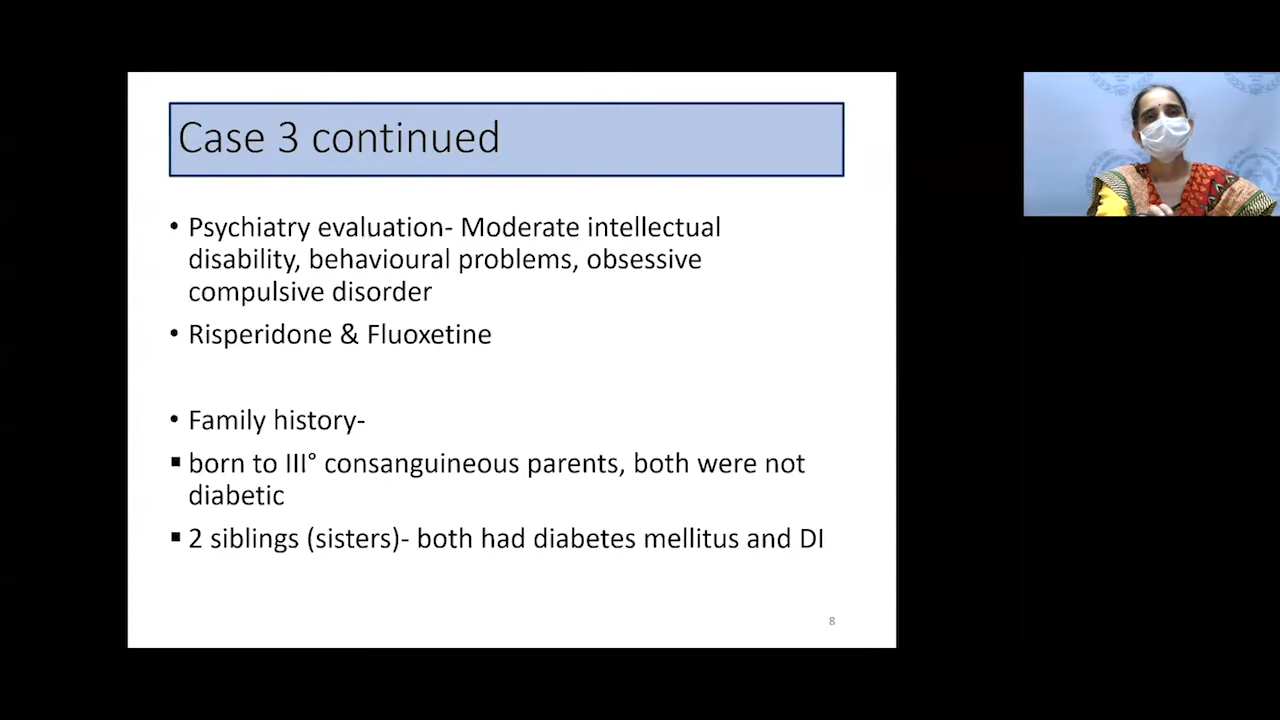 Case 3 continued
• Psychiatry evaluation- Moderate intellectual
disability, behavioural problems, obsessive
compulsive disorder
• Risperidone & Fluoxetine
• Family history-
▪ born to III° consanguineous parents, both were not
diabetic
▪ 2 siblings (sisters)- both had diabetes mellitus and DI
8